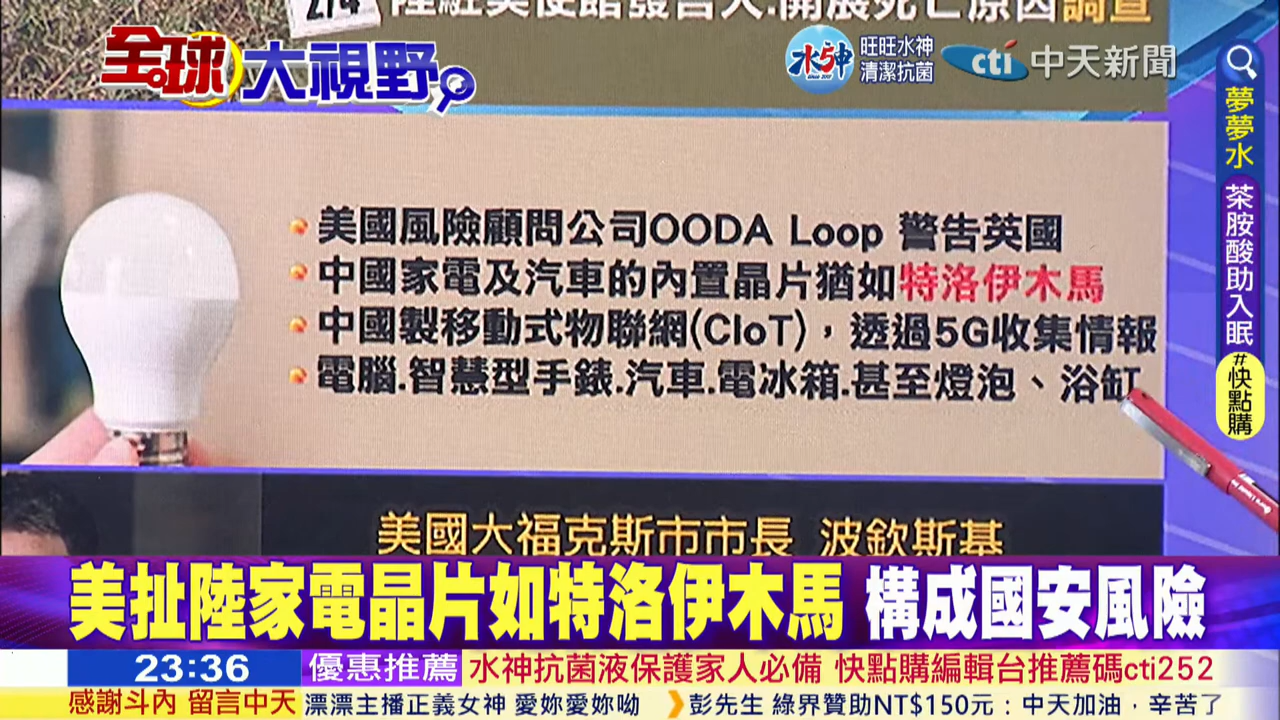 274
陸駐美使館發言人:開展死亡原因調查
全球大視野
水神
旺旺水神
清潔抗菌
cti 中天新聞
夢夢水
茶胺酸助入眠
#快點購
美國風險顧問公司OODA Loop 警告英國
中國家電及汽車的內置晶片猶如特洛伊木馬
中國製移動式物聯網(CIoT)，透過5G收集情報
電腦.智慧型手錶.汽車.電冰箱.甚至燈泡、浴缸
美國大福克斯市市長 波欽斯基
美扯陸家電晶片如特洛伊木馬 構成國安風險
23:36 優惠推薦 水神抗菌液保護家人必備 快點購編輯台推薦碼cti252
感謝斗內 留言中天 漂漂主播正義女神 愛妳愛妳呦 》彭先生 綠界贊助NT$150元：中天加油，辛苦了